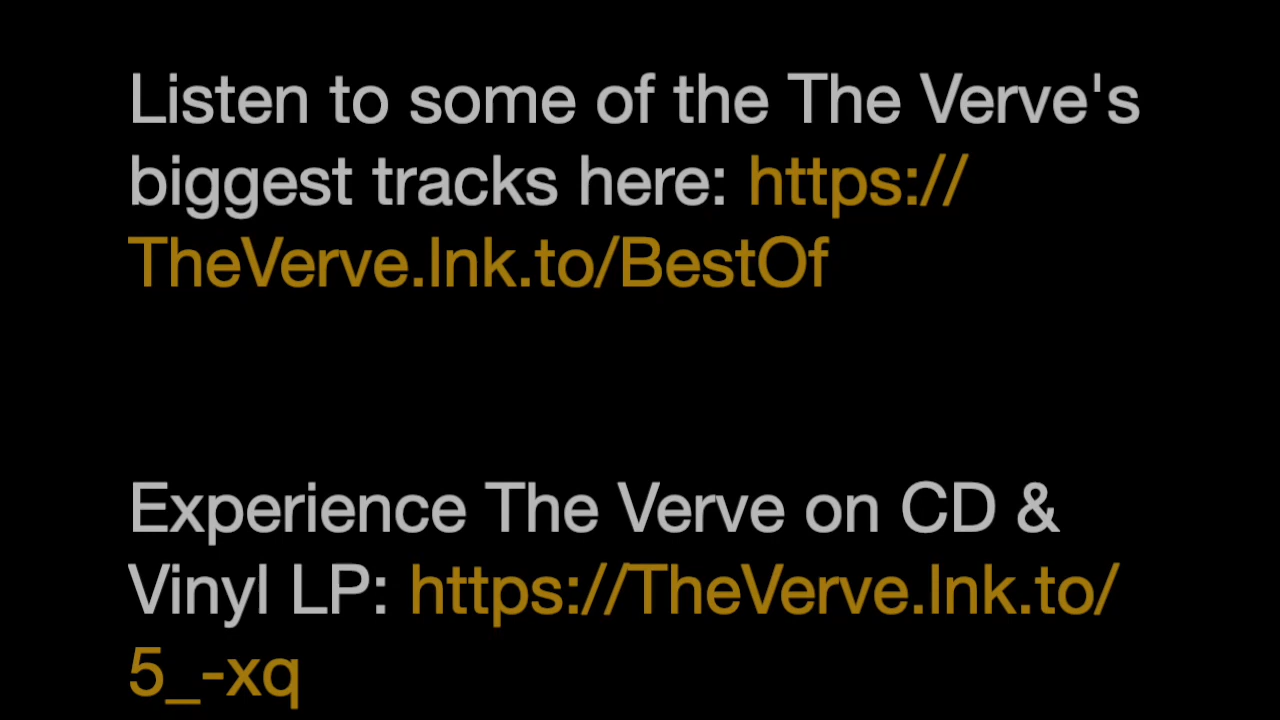 Listen to some of the The Verve's
biggest tracks here: https://
TheVerve.lnk.to/BestOf
Experience The Verve on CD &
Vinyl LP: https://TheVerve.lnk.to/
5_-xq